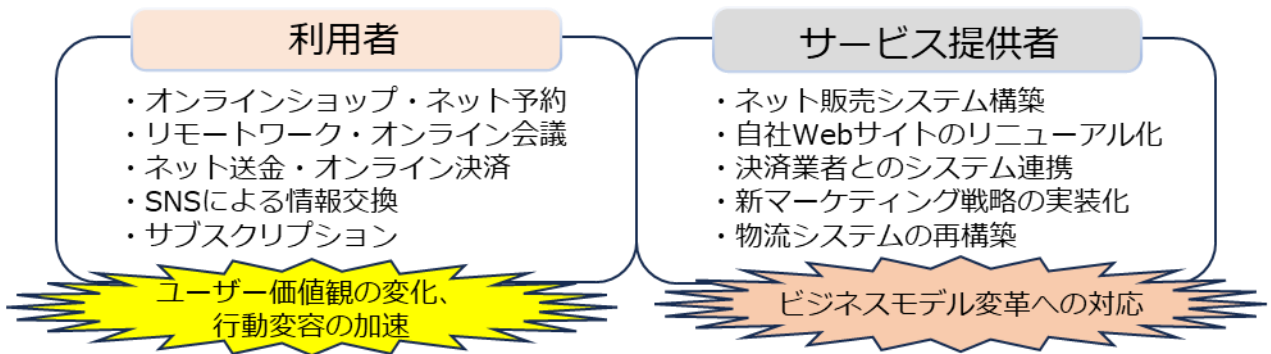 利用者
・オンラインショップ・ネット予約
・リモートワーク・オンライン会議
・ネット送金・オンライン決済
・SNSによる情報交換
・サブスクリプション
ユーザー価値観の変化、
行動変容の加速
サービス提供者
・ネット販売システム構築
・自社Webサイトのリニューアル化
・決済業者とのシステム連携
・新マーケティング戦略の実装化
・物流システムの再構築
ビジネスモデル変革への対応